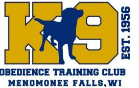 K9
EST. 1956
OBEDIENCE TRAINING CLUB
MENOMONEE FALLS, WI